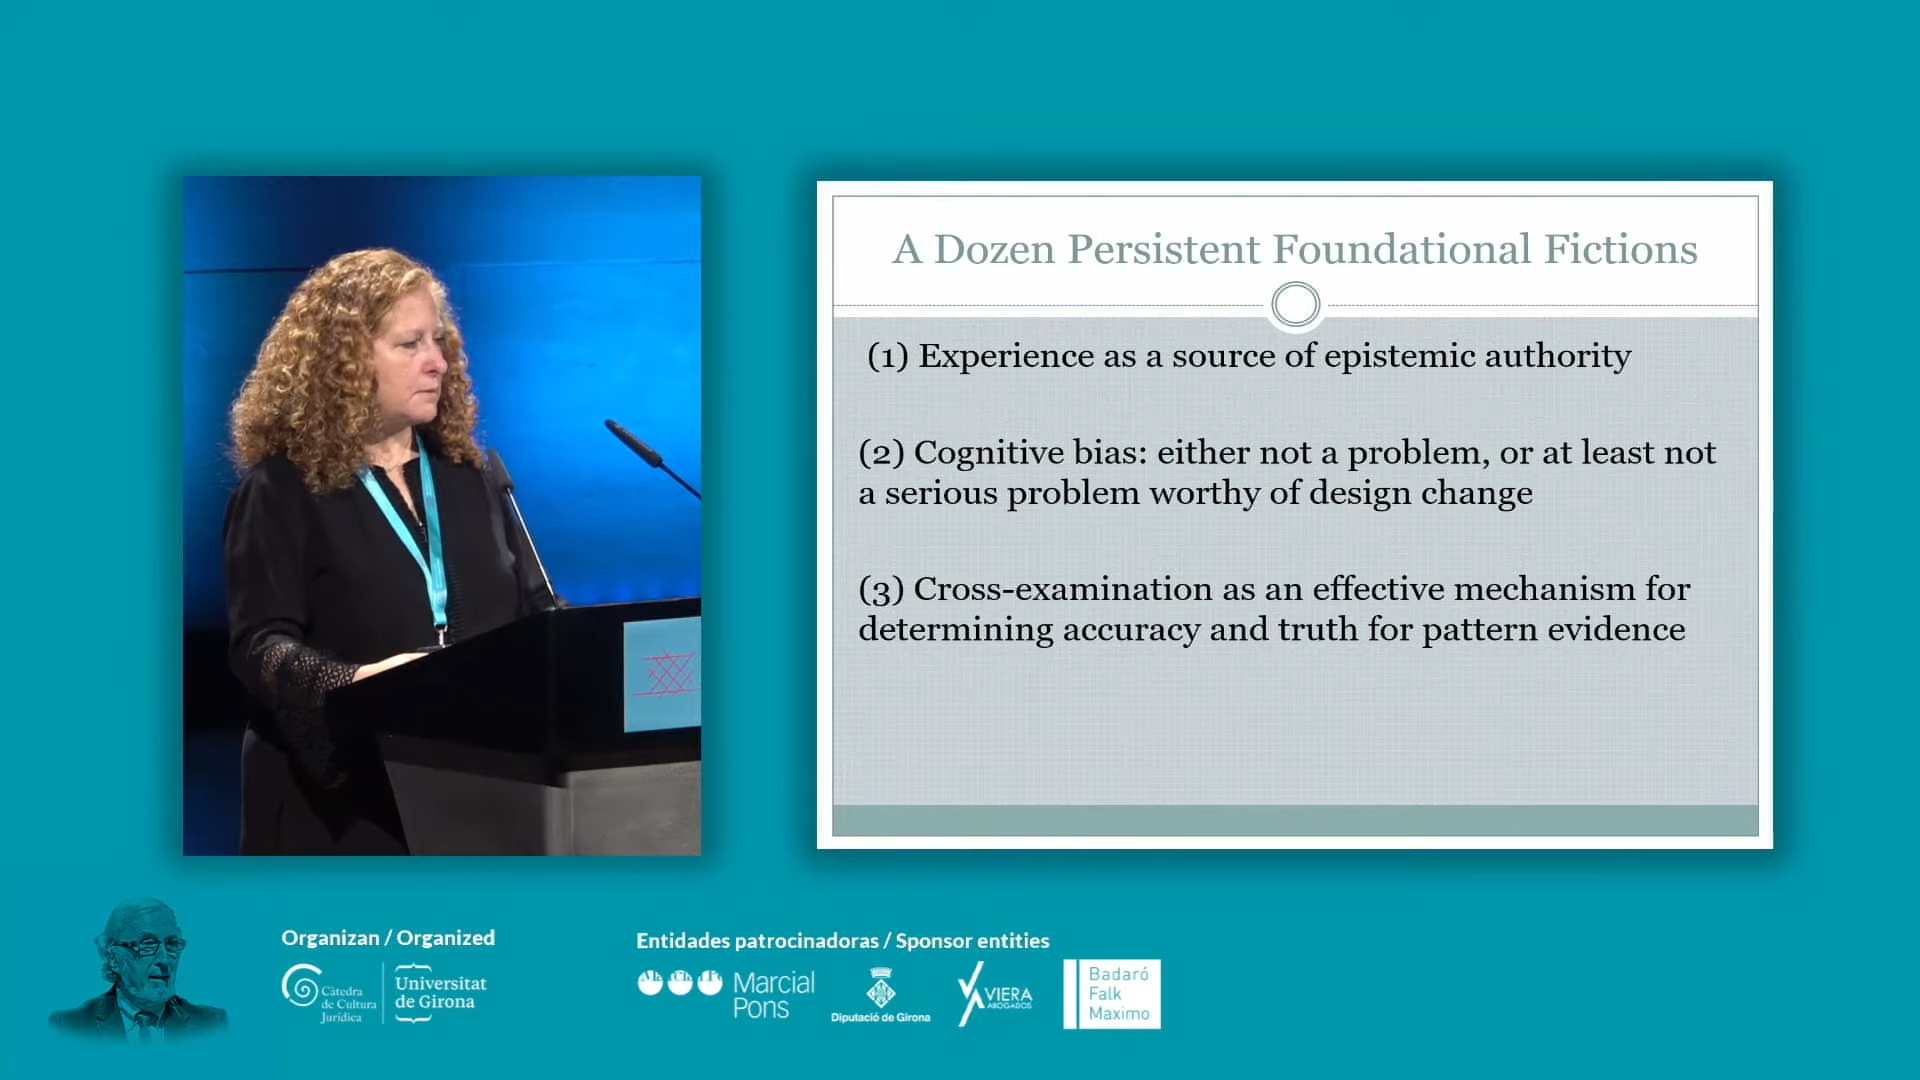 A Dozen Persistent Foundational Fictions
(1) Experience as a source of epistemic authority
(2) Cognitive bias: either not a problem, or at least not
a serious problem worthy of design change
(3) Cross-examination as an effective mechanism for
determining accuracy and truth for pattern evidence
Organizan / Organized
Càtedra
de Cultura
Jurídica
Universitat
de Girona
Entidades patrocinadoras / Sponsor entities
Marcial
Pons
Diputació de Girona
VIERA
ABOGADOS
Badaró
Falk
Maximo